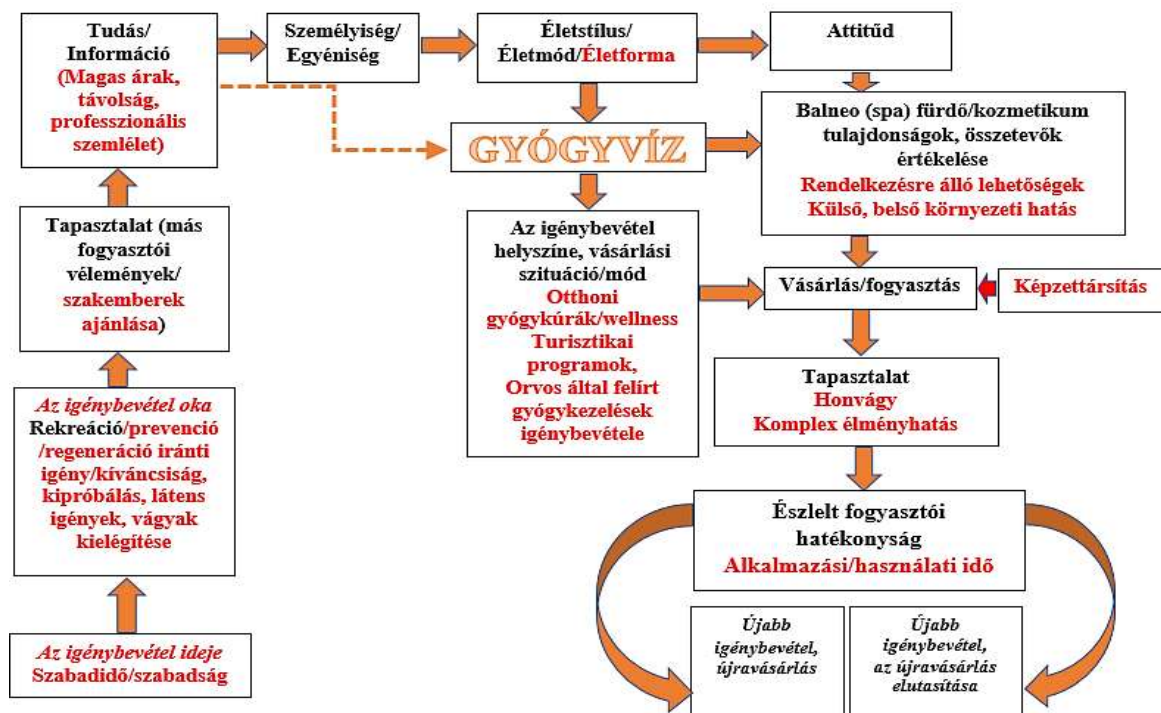 Tudás/
Információ
(Magas árak,
távolság,
professzionális
szemlélet)
Személyiség/
Egyéniség
Életstílus/
Életmód/Életforma
Attitűd
Balneo (spa) fürdő/kozmetikum
tulajdonságok, összetevők
értékelése
Rendelkezésre álló lehetőségek
Külső, belső környezeti hatás
GYÓGYVÍZ
Tapasztalat (más
fogyasztói
vélemények/
szakemberek
ajánlása)
Az igénybevétel
helyszíne, vásárlási
szituáció/mód
Otthoni
gyógykúrák/wellness
Turisztikai
programok,
Orvos által felírt
gyógykezelések
igénybevétele
Vásárlás/fogyasztás
Képzettársítás
Tapasztalat
Honvágy
Komplex élményhatás
Az igénybevétel oka
Rekreáció/prevenció
/regeneráció iránti
igény/kíváncsiság,
kipróbálás, látens
igények, vágyak
kielégítése
Észlelt fogyasztói
hatékonyság
Alkalmazási/használati idő
Az igénybevétel ideje
Szabadidő/szabadság
Újabb
igénybevétel,
újravásárlás
Újabb
igénybevétel,
az újravásárlás
elutasítása